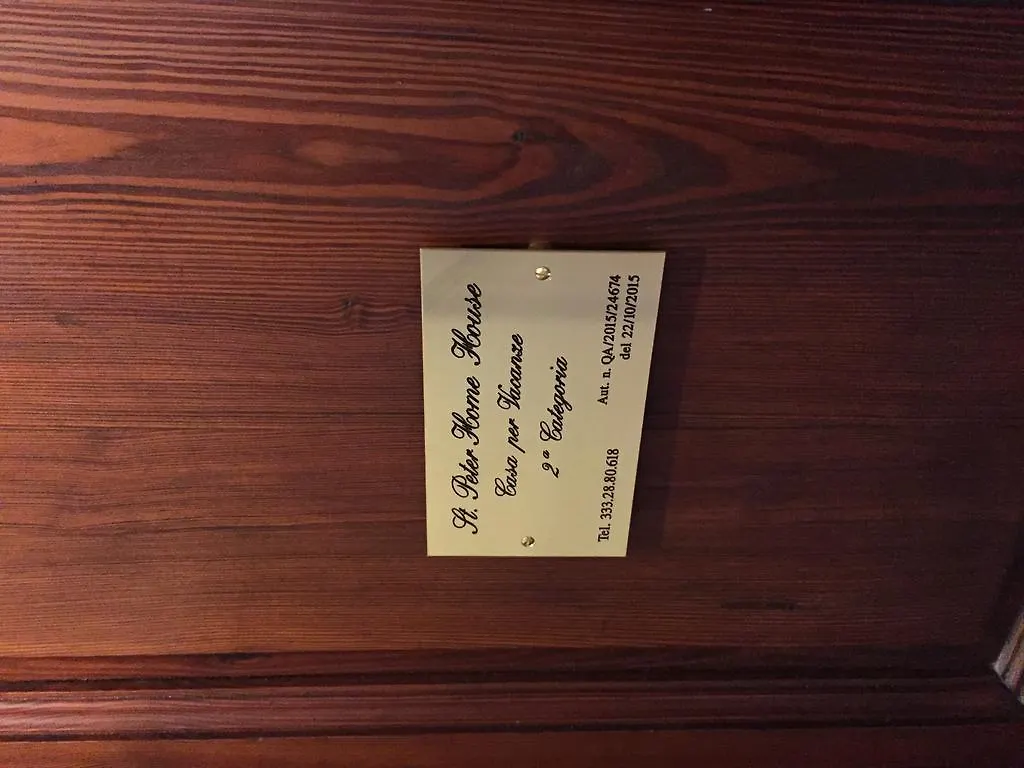 St. Peter Home House
Casa per Vacanze
2ª Categoria
Tel. 333.28.80.618
Aut. n. QA/2015/24674
del 22/10/2015